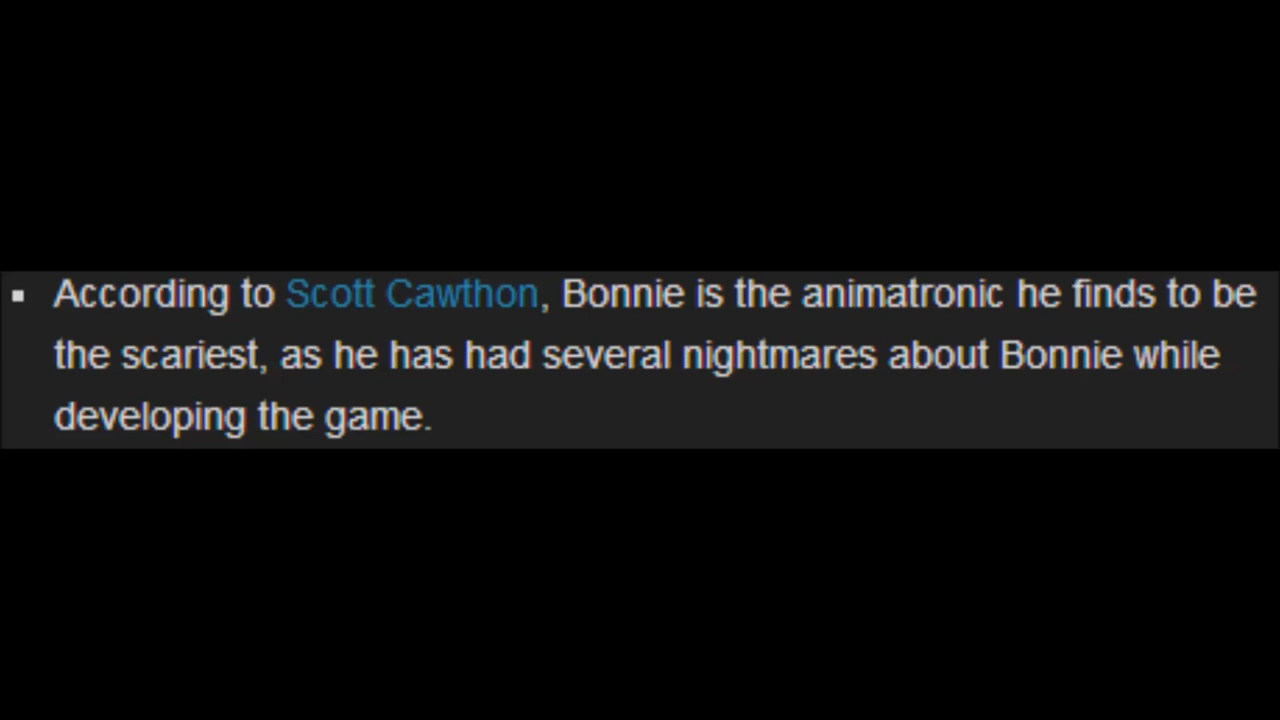 ▪ According to Scott Cawthon, Bonnie is the animatronic he finds to be
the scariest, as he has had several nightmares about Bonnie while
developing the game.